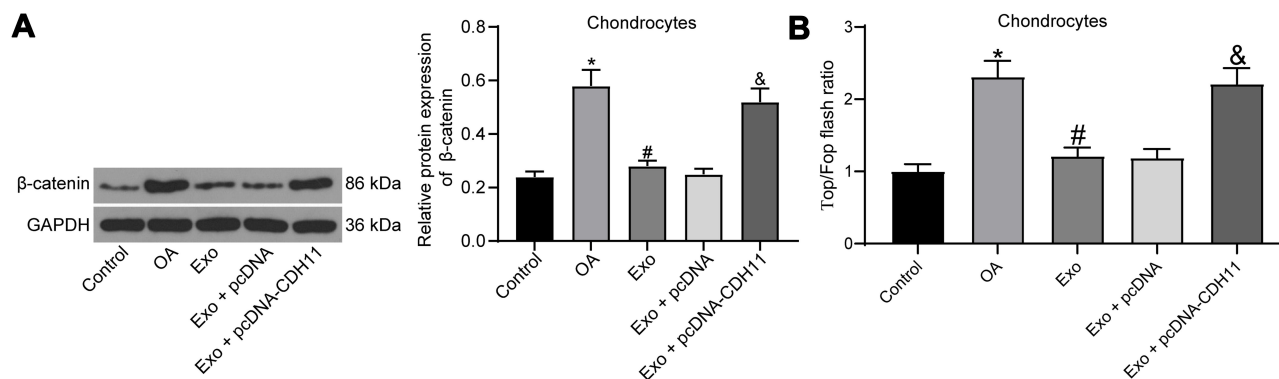 A
β-catenin
86 kDa
GAPDH
36 kDa
Control
OA
Exo
Exo + pcDNA
Exo + pcDNA-CDH11
Chondrocytes
Relative protein expression
of β-catenin
0.8
0.6
0.4
0.2
0.0
*
#
&
Control
OA
Exo
Exo + pcDNA
Exo + pcDNA-CDH11
B
Chondrocytes
Top/Fop flash ratio
3
2
1
0
*
#
&
Control
OA
Exo
Exo + pcDNA
Exo + pcDNA-CDH11